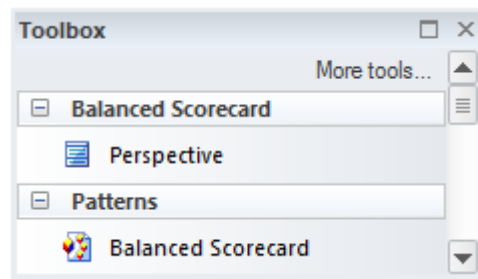 Toolbox
More tools...
Balanced Scorecard
Perspective
Patterns
Balanced Scorecard